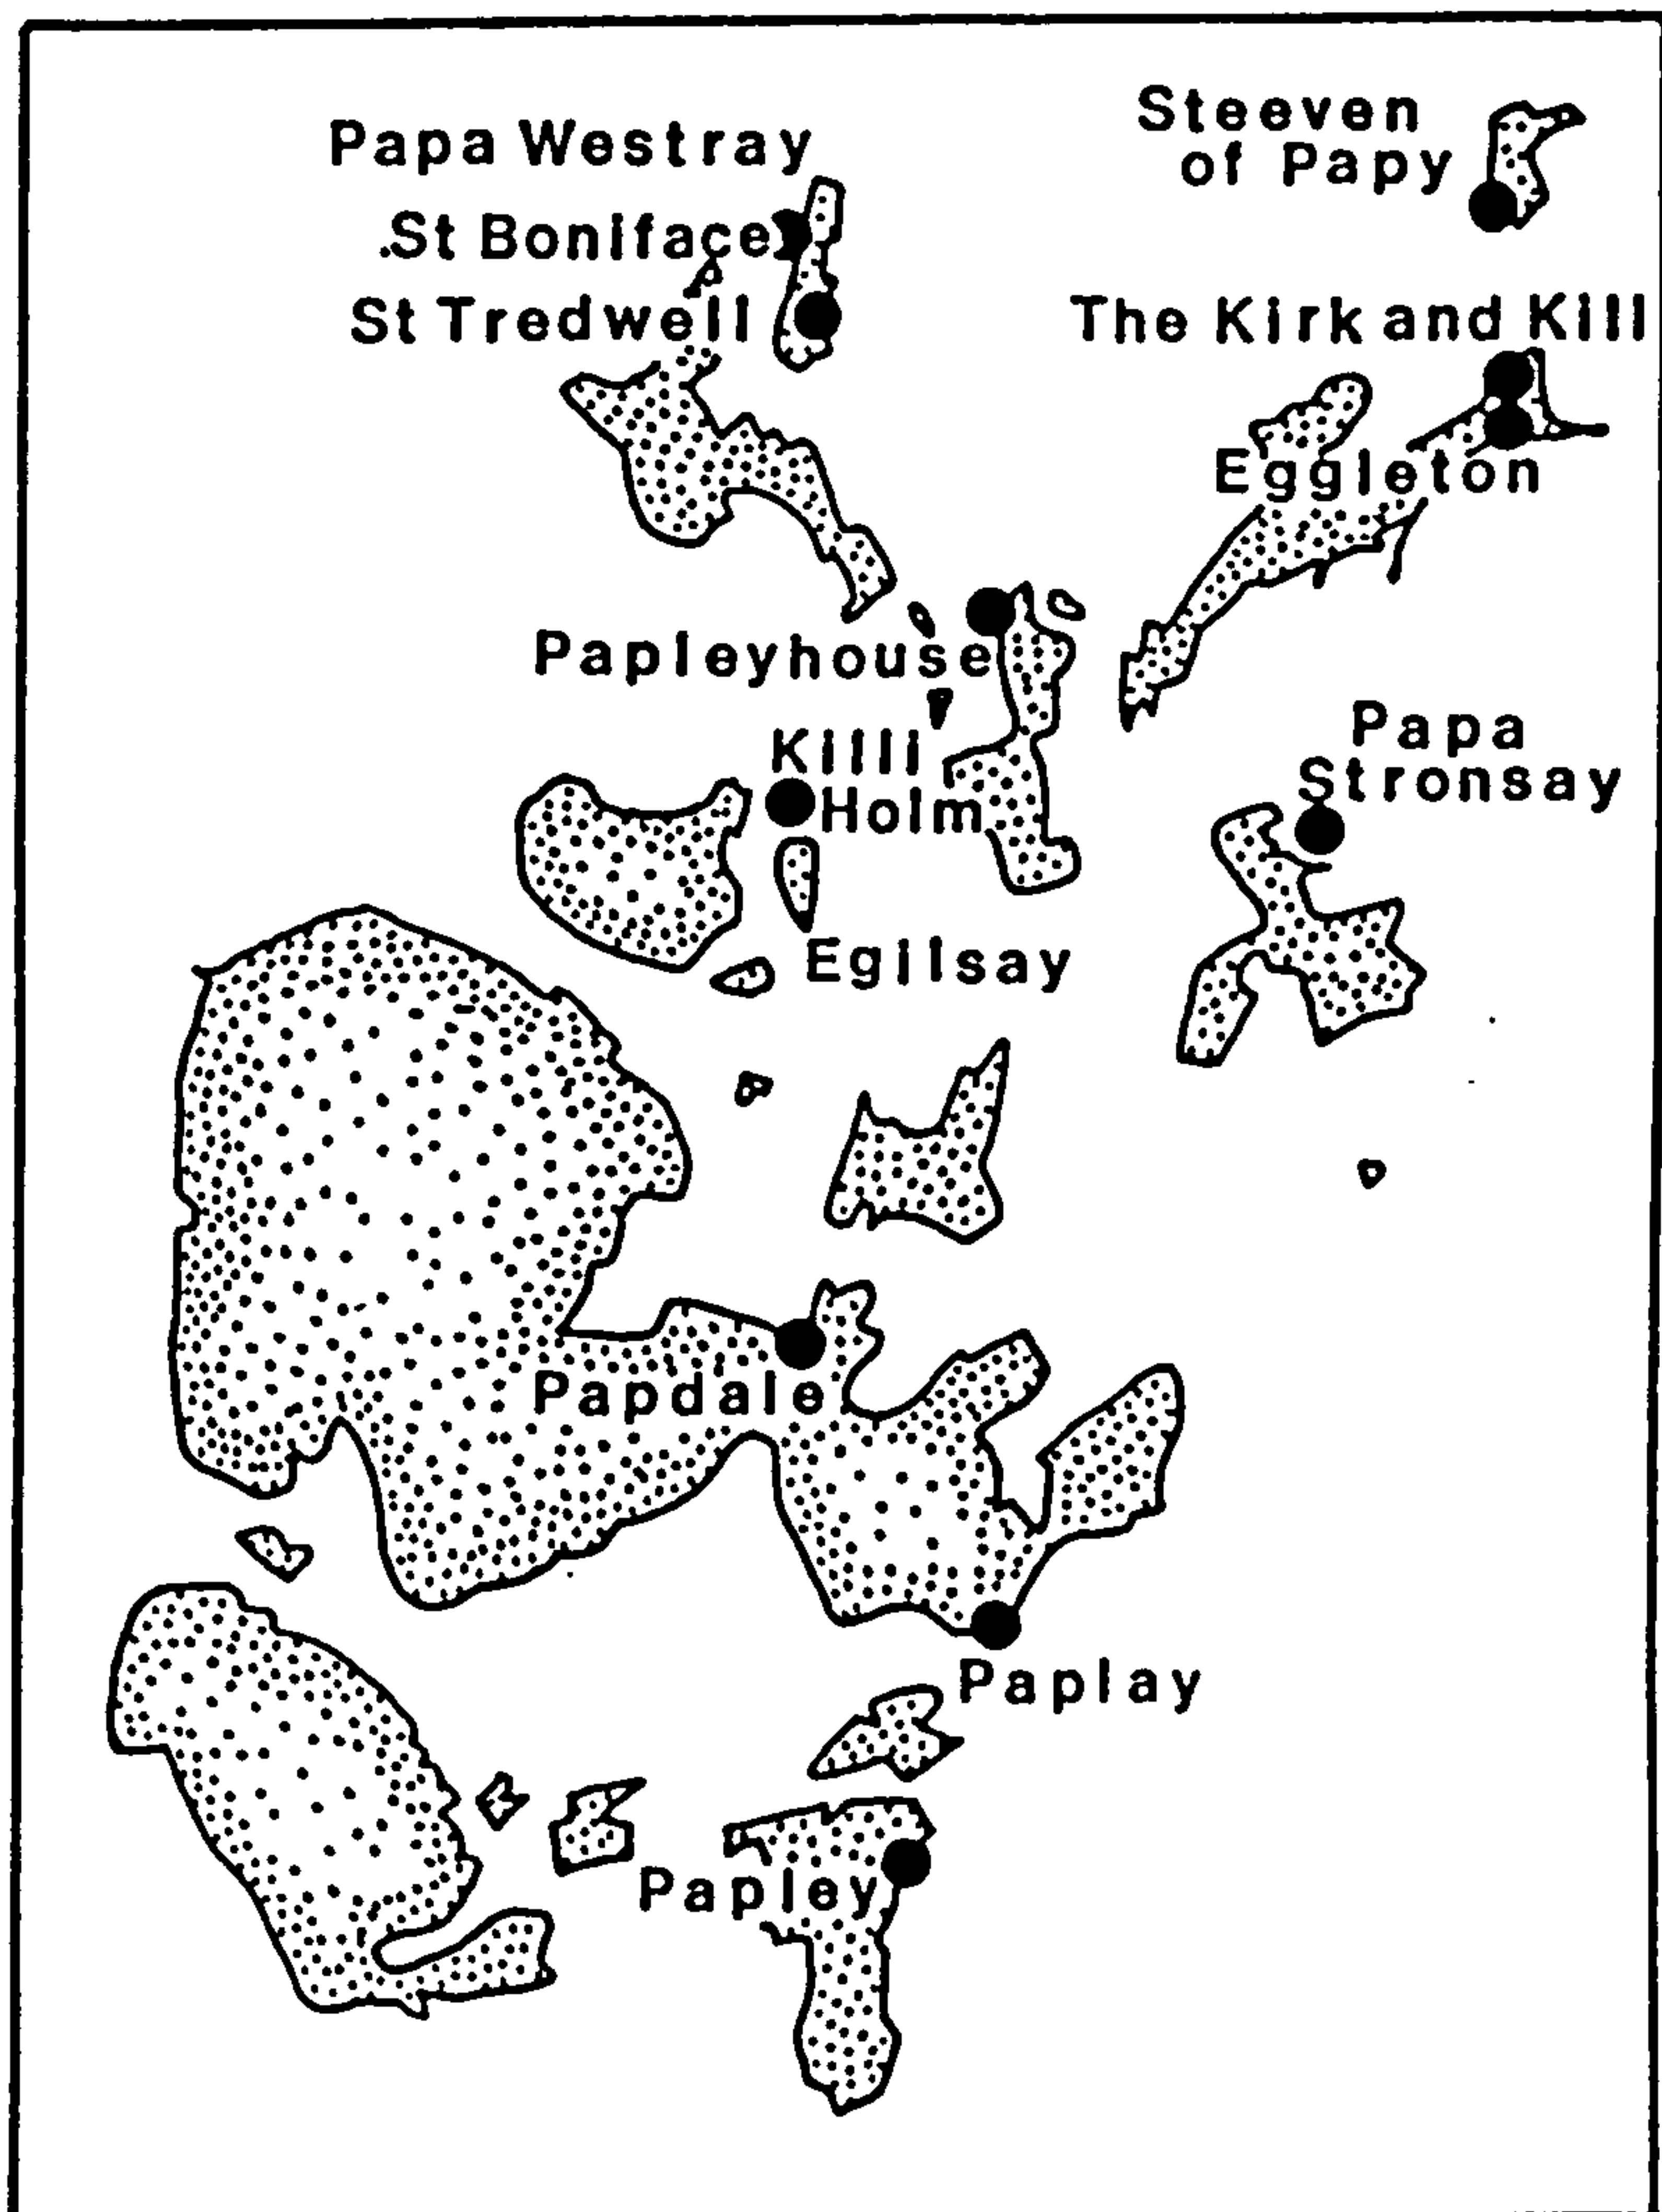 Papa Westray
Steeven
of Papy
St Boniface
St Tredwell
The Kirk and Kill
Eggleton
Papleyhouse
Killi
Holm
Papa
Stronsay
Egilsay
Papdale
Paplay
Papley